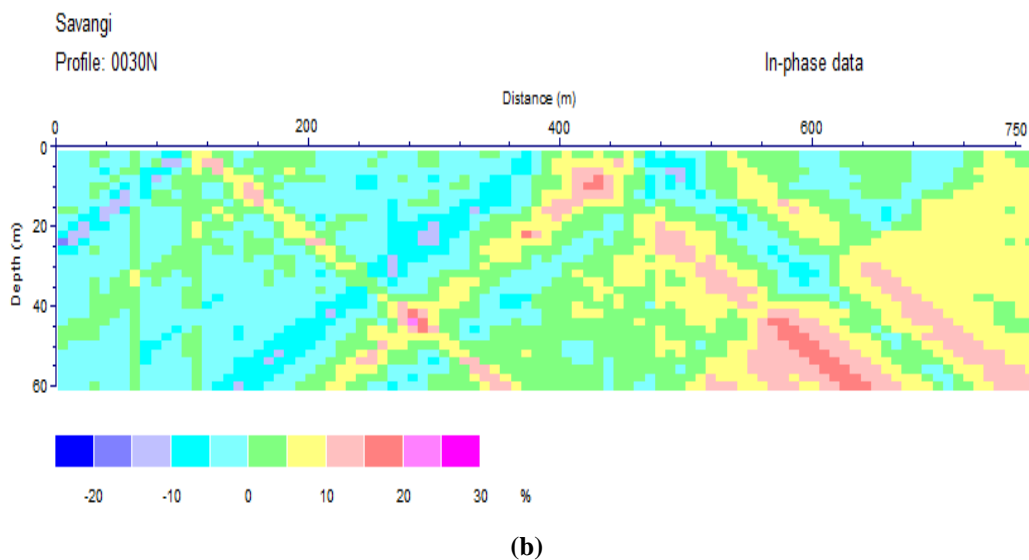 Savangi
Profile: 0030N
In-phase data
Distance (m)
0 200 400 600 750
Depth (m)
0
20
40
60
-20 -10 0 10 20 30 %
(b)